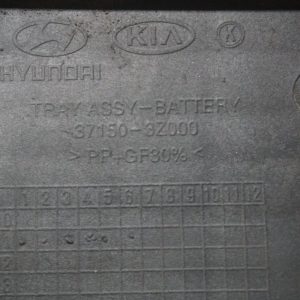 KIA K
HYUNDAI
TRAY ASSY-BATTERY
37150-3Z000
>PP+GF30%<
1 2 3 4 5 6 7 8 9 10 11 12